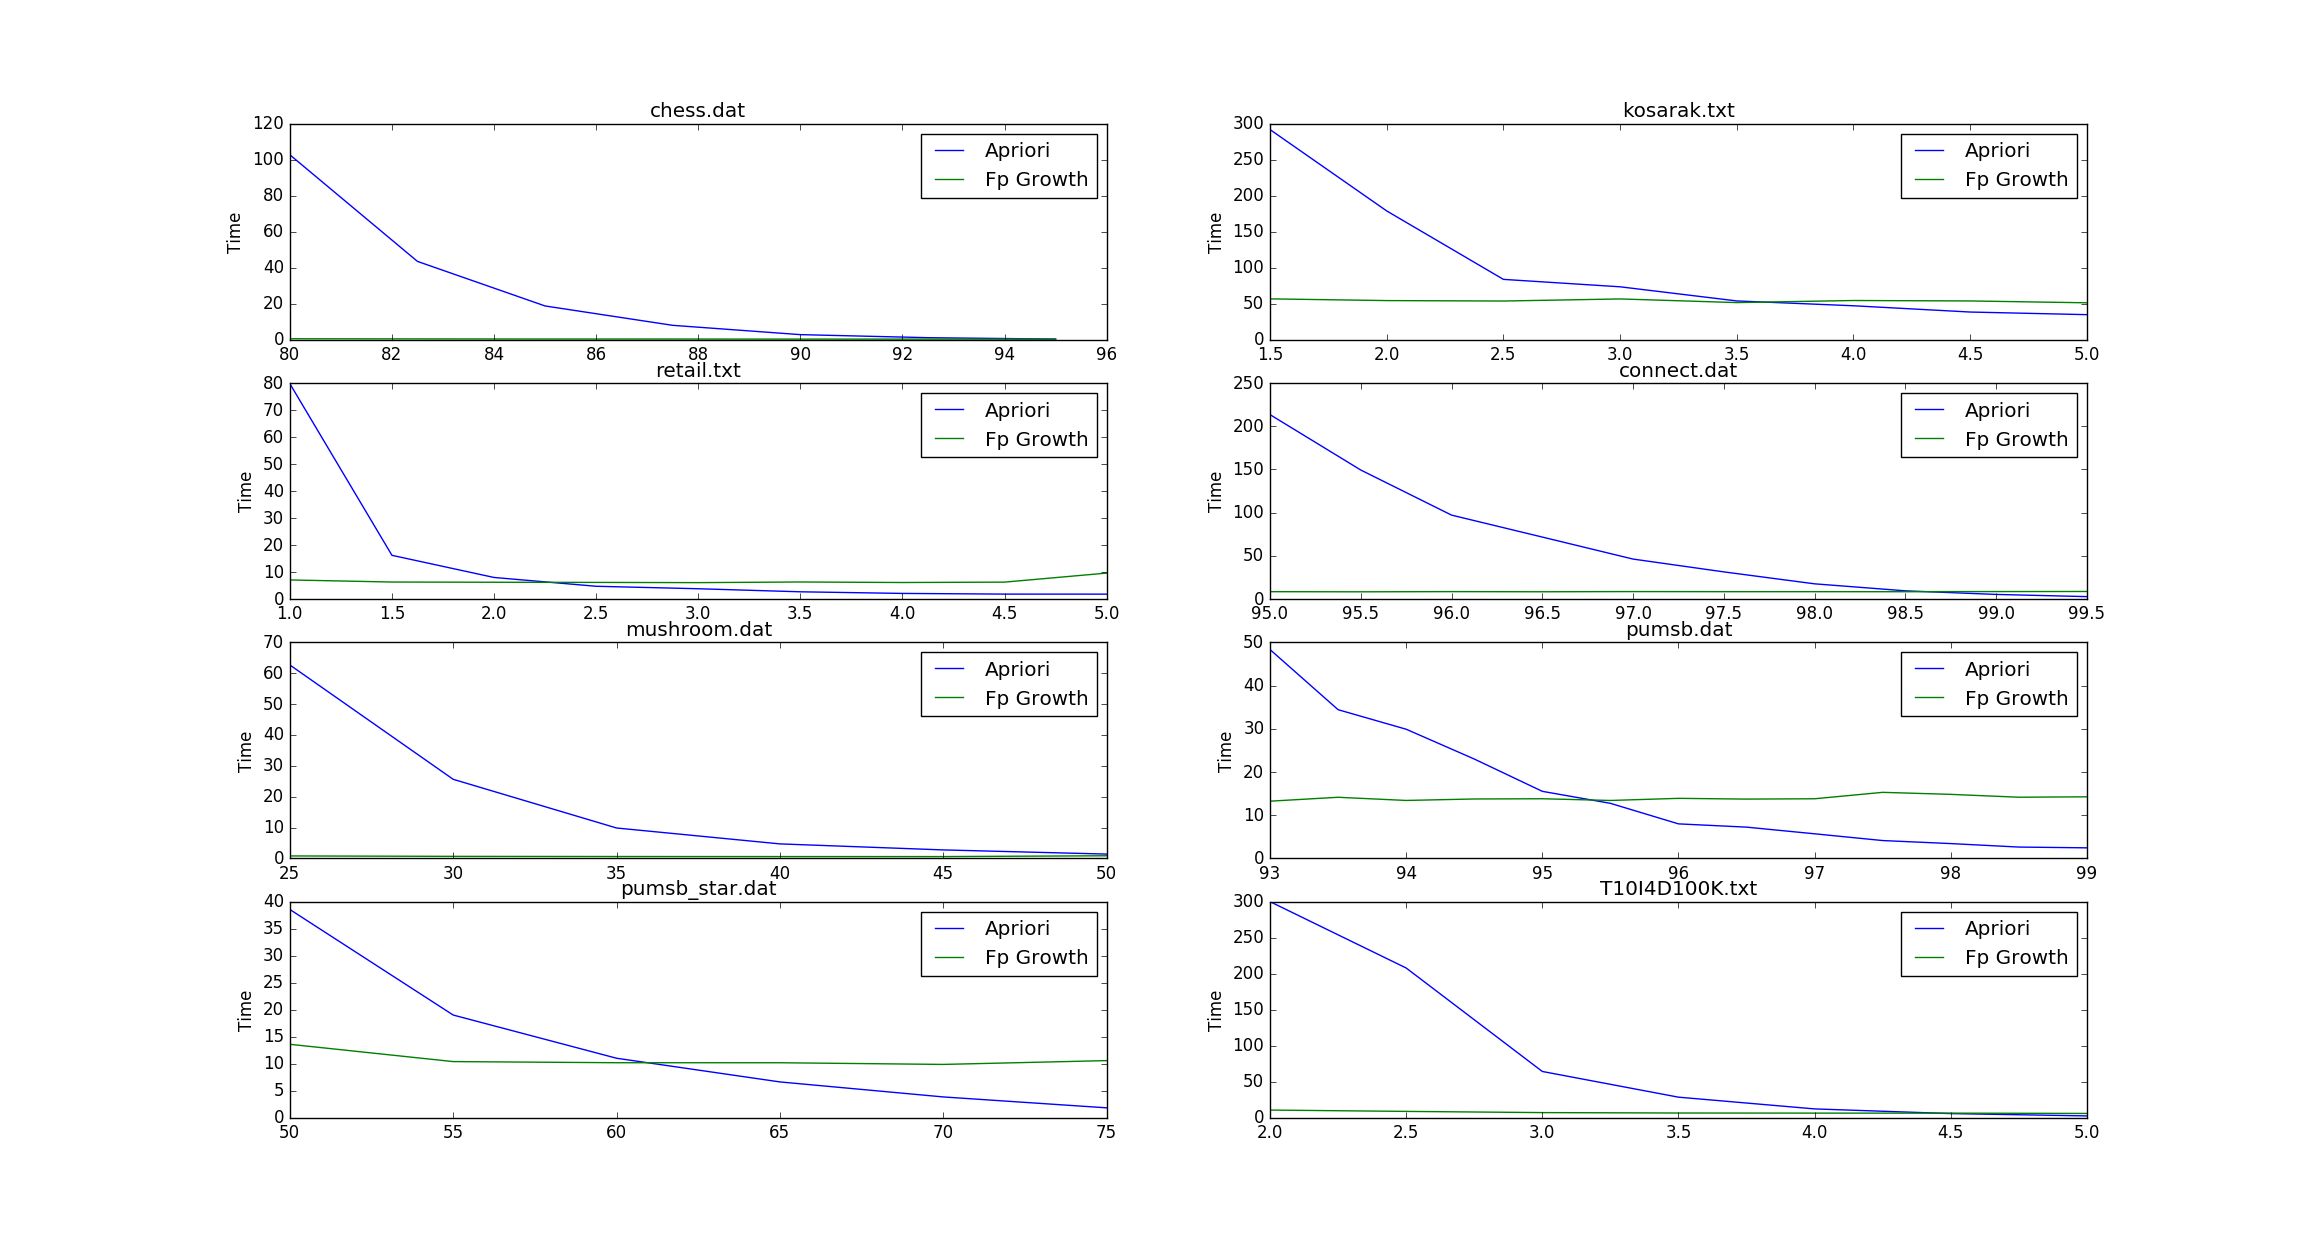 chess.dat
120
100
80
60
40
20
0
Time
Apriori
Fp Growth
80 82 84 86 88 90 92 94 96
kosarak.txt
300
250
200
150
100
50
0
Time
Apriori
Fp Growth
1.5 2.0 2.5 3.0 3.5 4.0 4.5 5.0
retail.txt
80
70
60
50
40
30
20
10
0
Time
Apriori
Fp Growth
1.0 1.5 2.0 2.5 3.0 3.5 4.0 4.5 5.0
connect.dat
250
200
150
100
50
0
Time
Apriori
Fp Growth
95.0 95.5 96.0 96.5 97.0 97.5 98.0 98.5 99.0 99.5
mushroom.dat
70
60
50
40
30
20
10
0
Time
Apriori
Fp Growth
25 30 35 40 45 50
pumsb.dat
50
40
30
20
10
0
Time
Apriori
Fp Growth
93 94 95 96 97 98 99
pumsb_star.dat
40
35
30
25
20
15
10
5
0
Time
Apriori
Fp Growth
50 55 60 65 70 75
T10I4D100K.txt
300
250
200
150
100
50
0
Time
Apriori
Fp Growth
2.0 2.5 3.0 3.5 4.0 4.5 5.0